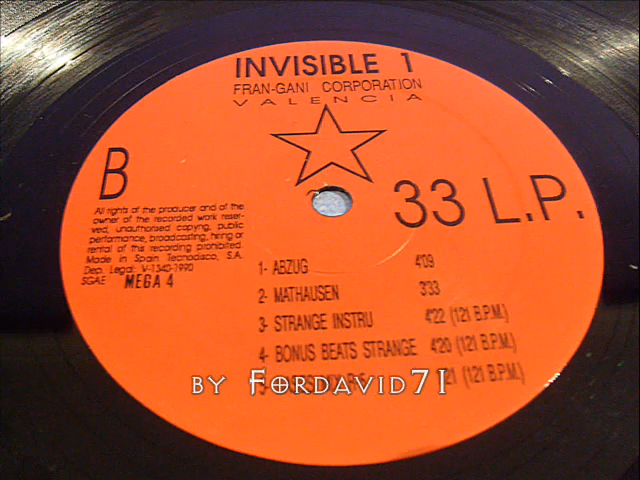 INVISIBLE 1
FRAN-GANI CORPORATION
VALENCIA
B
33 L.P.
All rights of the producer and of the
owner of the recorded work reser-
ved, unauthorised copying, public
performance, broadcasting, hiring or
rental of this recording prohibited.
Made in Spain Tecnodisco, S.A.
Dep. Legal: V-1340-1990
SGAE MEGA 4
1- ABZUG 4'09
2- MATHAUSEN 3'33
3- STRANGE INSTRU 4'22 (121 B.P.M.)
4- BONUS BEATS STRANGE 4'20 (121 B.P.M.)
(121 B.P.M.)
BY FORDAVID71